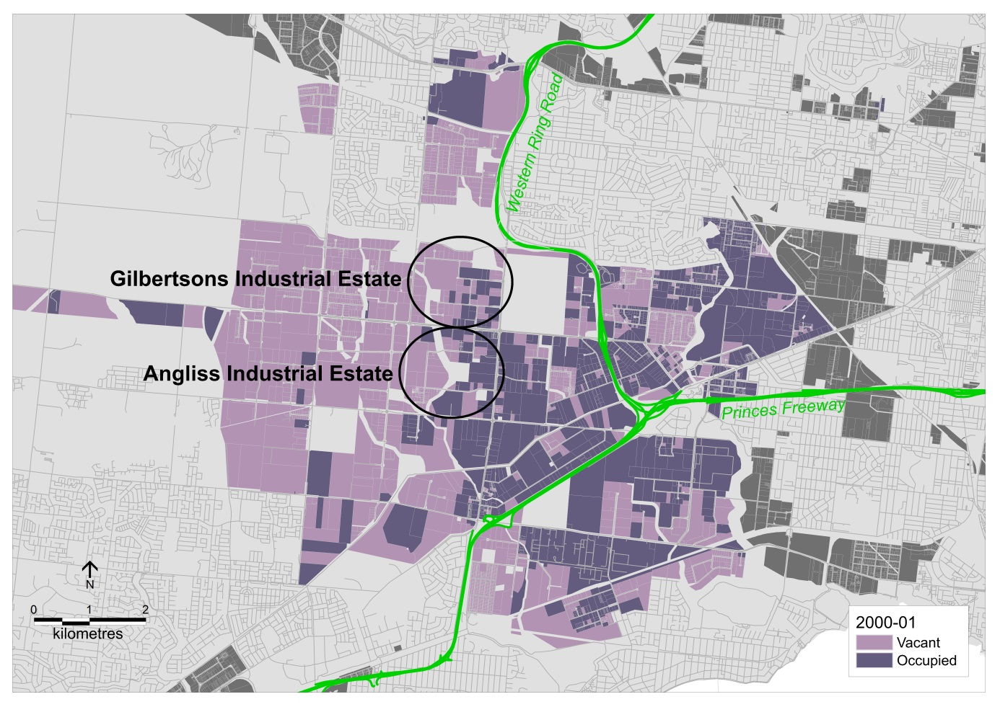 Western Ring Road
Gilbertsons Industrial Estate
Angliss Industrial Estate
Princes Freeway
N
0 1 2
kilometres
2000-01
Vacant
Occupied